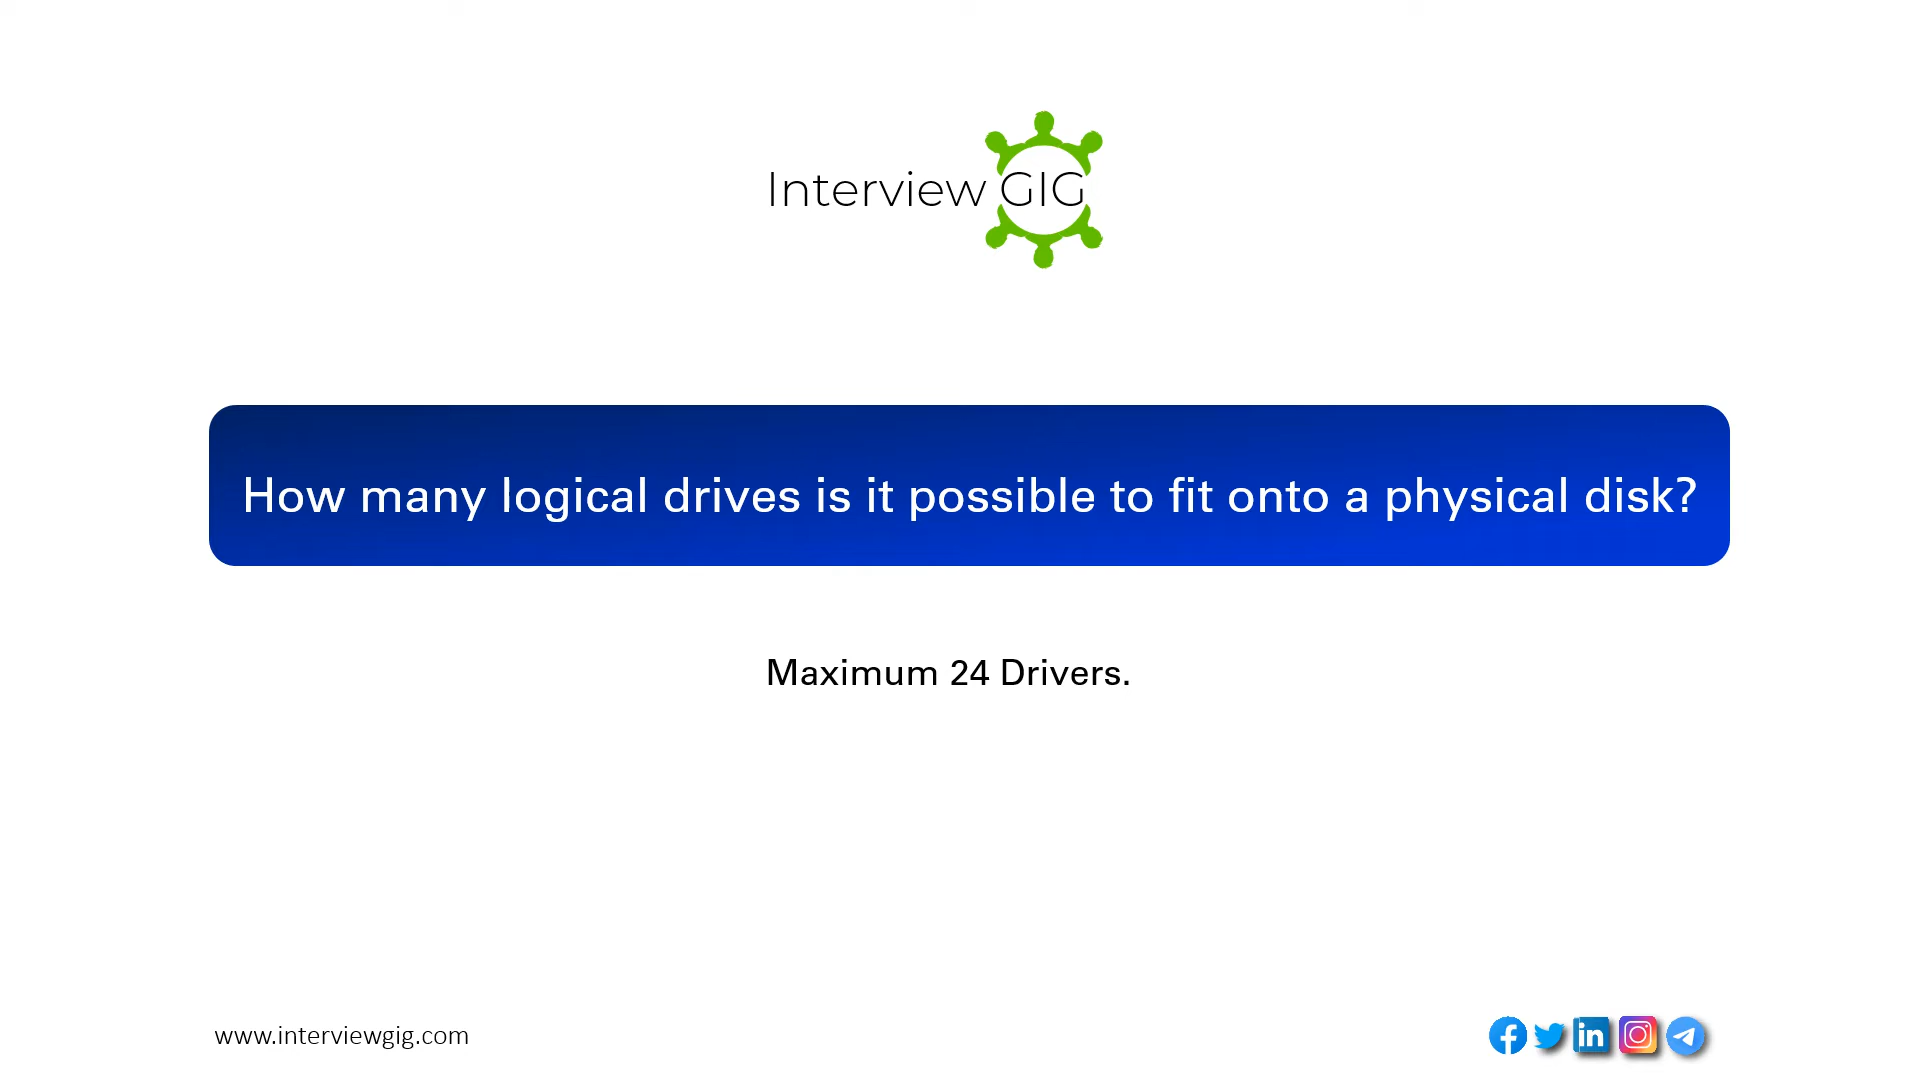 Interview GIG
How many logical drives is it possible to fit onto a physical disk?
Maximum 24 Drivers.
www.interviewgig.com
in